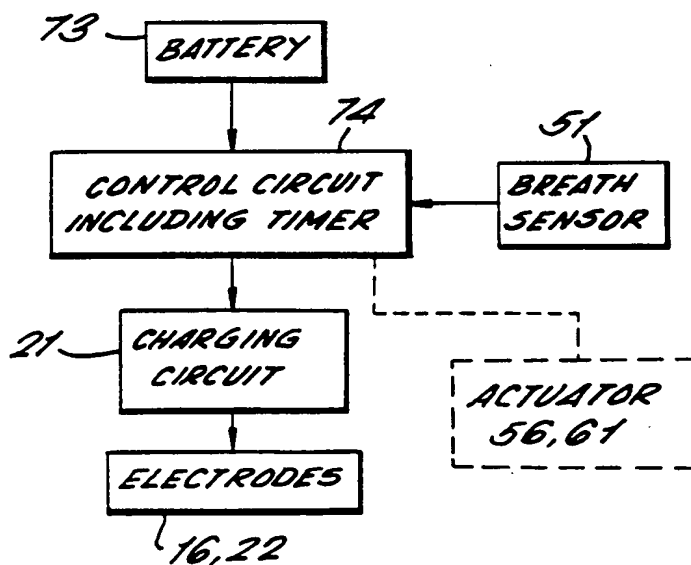 73
BATTERY
74
CONTROL CIRCUIT
INCLUDING TIMER
51
BREATH
SENSOR
21
CHARGING
CIRCUIT
ACTUATOR
56,61
ELECTRODES
16,22